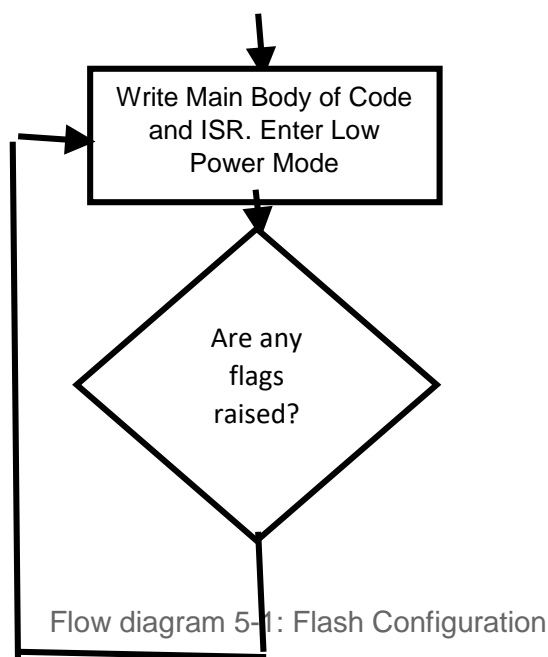 Write Main Body of Code
and ISR. Enter Low
Power Mode
Are any
flags
raised?
Flow diagram 5-1: Flash Configuration